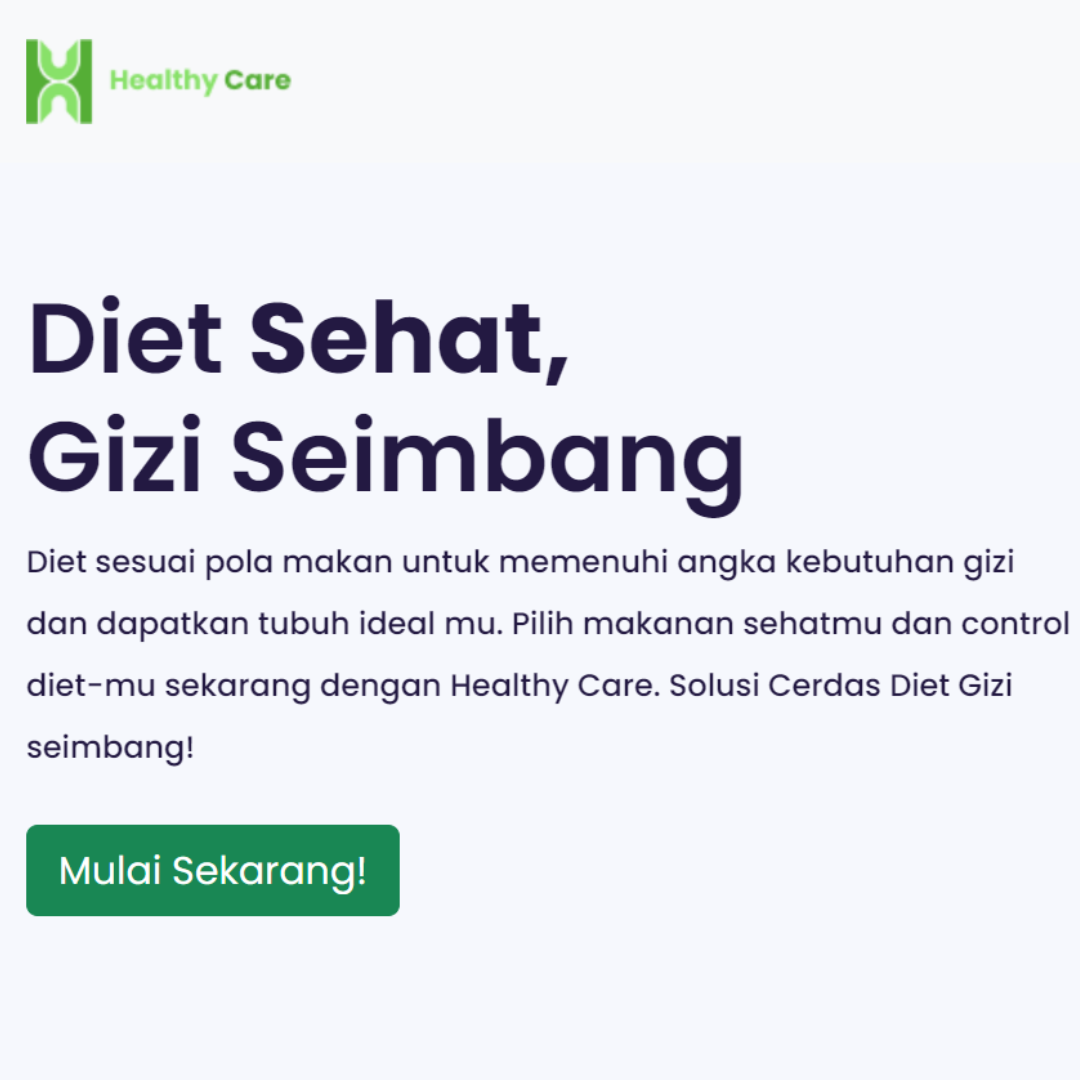 Healthy Care
Diet Sehat,
Gizi Seimbang
Diet sesuai pola makan untuk memenuhi angka kebutuhan gizi
dan dapatkan tubuh ideal mu. Pilih makanan sehatmu dan control
diet-mu sekarang dengan Healthy Care. Solusi Cerdas Diet Gizi
seimbang!
Mulai Sekarang!